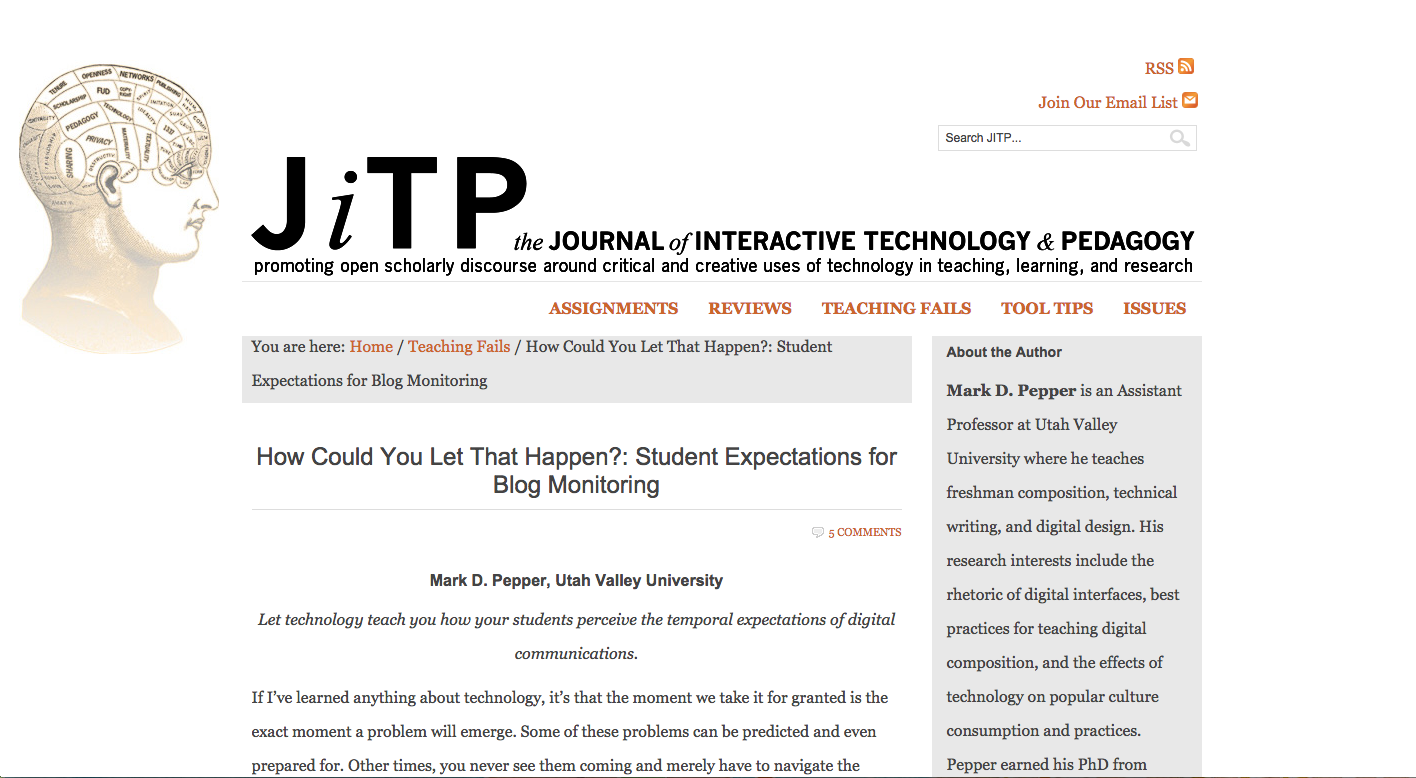 RSS
Join Our Email List
Search JITP...
TENURE
OPENNESS
NETWORKS
PUBLISHING
SCHOLARSHIP
FUD
COPY-RIGHT
PEDAGOGY
TECHNOLOGY
IDEALITY
IMITATION
PRIVACY
MATERIALITY
TEXTUALITY
SHARING
JiTP
the JOURNAL of INTERACTIVE TECHNOLOGY & PEDAGOGY
promoting open scholarly discourse around critical and creative uses of technology in teaching, learning, and research
ASSIGNMENTS REVIEWS TEACHING FAILS TOOL TIPS ISSUES
You are here: Home / Teaching Fails / How Could You Let That Happen?: Student
Expectations for Blog Monitoring
How Could You Let That Happen?: Student Expectations for
Blog Monitoring
5 COMMENTS
Mark D. Pepper, Utah Valley University
Let technology teach you how your students perceive the temporal expectations of digital
communications.
If I’ve learned anything about technology, it’s that the moment we take it for granted is the
exact moment a problem will emerge. Some of these problems can be predicted and even
prepared for. Other times, you never see them coming and merely have to navigate the
About the Author
Mark D. Pepper is an Assistant
Professor at Utah Valley
University where he teaches
freshman composition, technical
writing, and digital design. His
research interests include the
rhetoric of digital interfaces, best
practices for teaching digital
composition, and the effects of
technology on popular culture
consumption and practices.
Pepper earned his PhD from